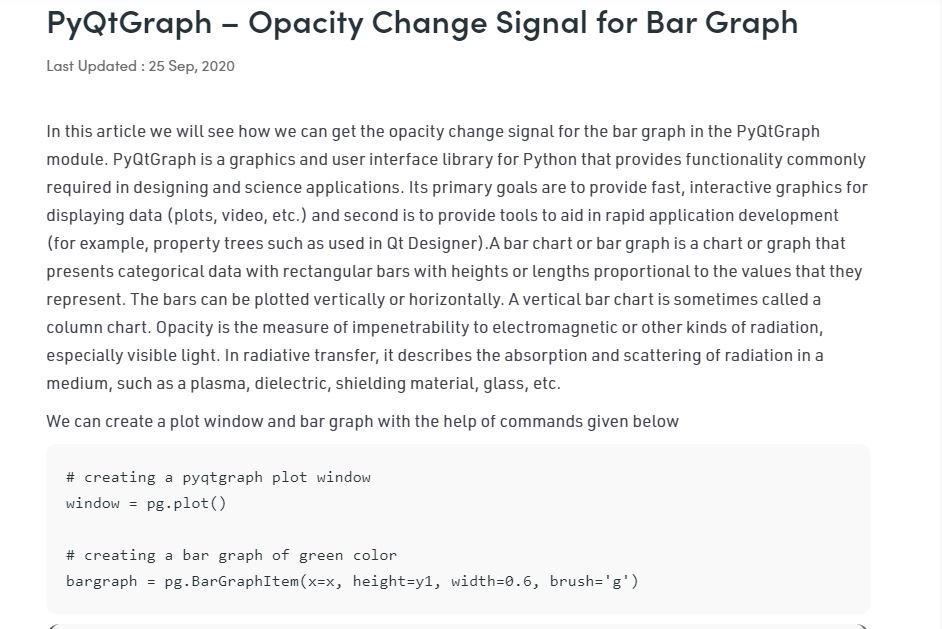 PyQtGraph – Opacity Change Signal for Bar Graph
Last Updated : 25 Sep, 2020
In this article we will see how we can get the opacity change signal for the bar graph in the PyQtGraph
module. PyQtGraph is a graphics and user interface library for Python that provides functionality commonly
required in designing and science applications. Its primary goals are to provide fast, interactive graphics for
displaying data (plots, video, etc.) and second is to provide tools to aid in rapid application development
(for example, property trees such as used in Qt Designer).A bar chart or bar graph is a chart or graph that
presents categorical data with rectangular bars with heights or lengths proportional to the values that they
represent. The bars can be plotted vertically or horizontally. A vertical bar chart is sometimes called a
column chart. Opacity is the measure of impenetrability to electromagnetic or other kinds of radiation,
especially visible light. In radiative transfer, it describes the absorption and scattering of radiation in a
medium, such as a plasma, dielectric, shielding material, glass, etc.
We can create a plot window and bar graph with the help of commands given below
# creating a pyqtgraph plot window
window = pg.plot()
# creating a bar graph of green color
bargraph = pg.BarGraphItem(x=x, height=y1, width=0.6, brush='g')